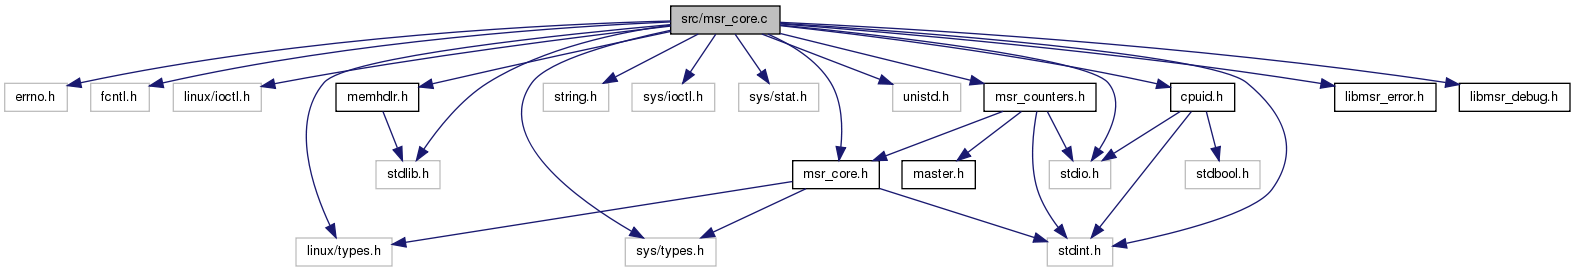 src/msr_core.c
errno.h
fcntl.h
linux/ioctl.h
memhdlr.h
string.h
sys/ioctl.h
sys/stat.h
unistd.h
msr_counters.h
cpuid.h
libmsr_error.h
libmsr_debug.h
stdlib.h
msr_core.h
master.h
stdio.h
stdbool.h
linux/types.h
sys/types.h
stdint.h